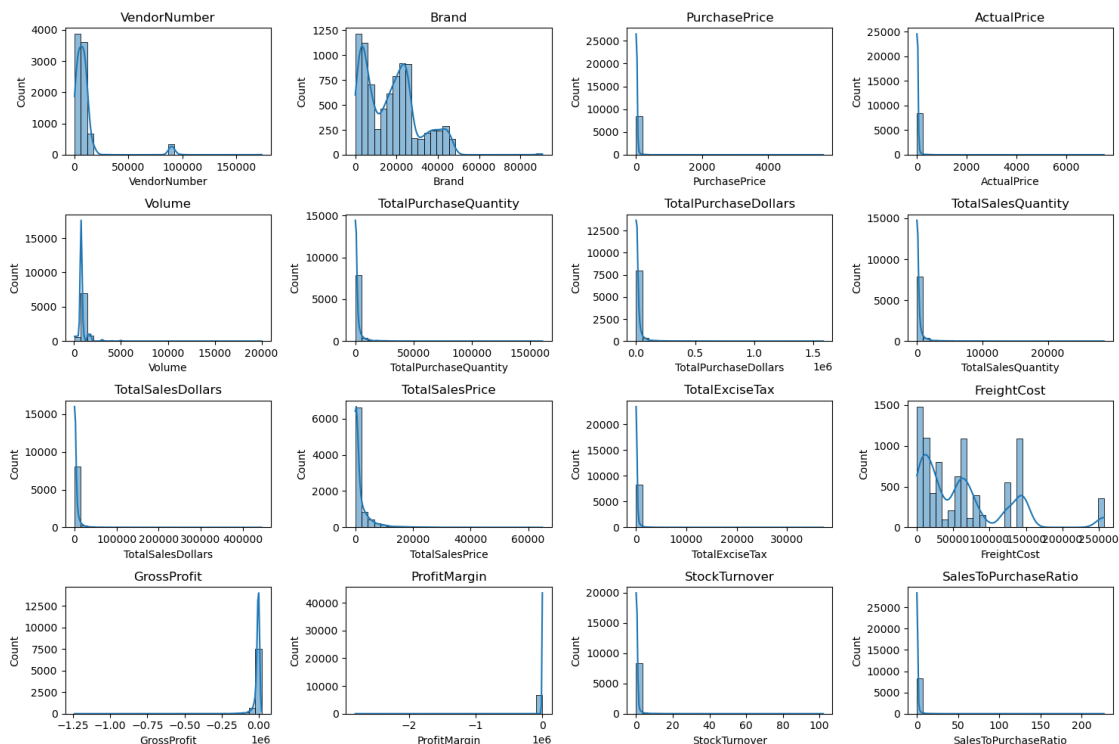 VendorNumber
Brand
PurchasePrice
ActualPrice
4000
3000
2000
1000
0
Count
0 50000 100000 150000
VendorNumber
1250
1000
750
500
250
0
Count
0 20000 40000 60000 80000
Brand
25000
20000
15000
10000
5000
0
Count
0 2000 4000
PurchasePrice
25000
20000
15000
10000
5000
0
Count
0 2000 4000 6000
ActualPrice
Volume
TotalPurchaseQuantity
TotalPurchaseDollars
TotalSalesQuantity
15000
10000
5000
0
Count
0 5000 10000 15000 20000
Volume
15000
10000
5000
0
Count
0 50000 100000 150000
TotalPurchaseQuantity
12500
10000
7500
5000
2500
0
Count
0.0 0.5 1.0 1.5
1e6
TotalPurchaseDollars
15000
10000
5000
0
Count
0 10000 20000
TotalSalesQuantity
TotalSalesDollars
TotalSalesPrice
TotalExciseTax
FreightCost
15000
10000
5000
0
Count
0 100000 200000 300000 400000
TotalSalesDollars
6000
4000
2000
0
Count
0 20000 40000 60000
TotalSalesPrice
20000
15000
10000
5000
0
Count
0 10000 20000 30000
TotalExciseTax
1500
1000
500
0
Count
0 50000 100000 150000 200000 250000
FreightCost
GrossProfit
ProfitMargin
StockTurnover
SalesToPurchaseRatio
12500
10000
7500
5000
2500
0
Count
−1.25 −1.00 −0.75 −0.50 −0.25 0.00
1e6
GrossProfit
40000
30000
20000
10000
0
Count
−2 −1 0
1e6
ProfitMargin
20000
15000
10000
5000
0
Count
0 20 40 60 80 100
StockTurnover
25000
20000
15000
10000
5000
0
Count
0 50 100 150 200
SalesToPurchaseRatio